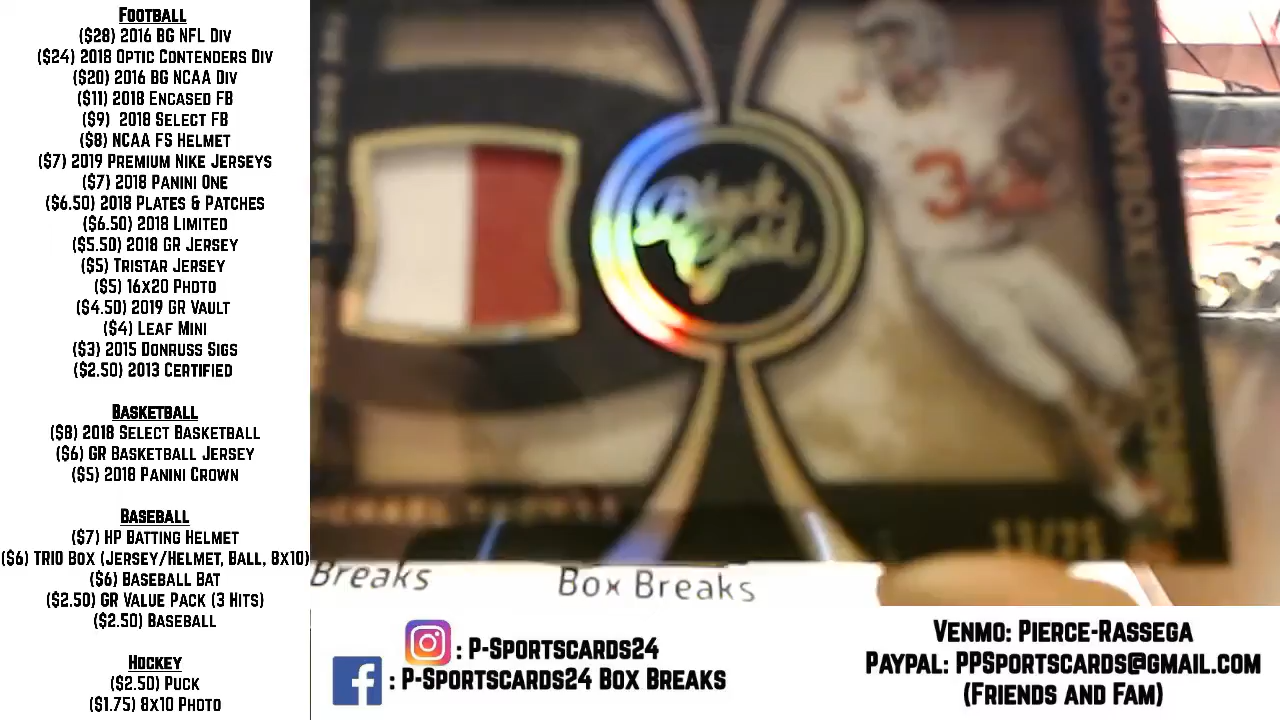 Football
($28) 2016 BG NFL Div
($24) 2018 Optic Contenders Div
($20) 2016 BG NCAA Div
($11) 2018 Encased FB
($9) 2018 Select FB
($8) NCAA FS Helmet
($7) 2019 Premium Nike Jerseys
($7) 2018 Panini One
($6.50) 2018 Plates & Patches
($6.50) 2018 Limited
($5.50) 2018 GR Jersey
($5) Tristar Jersey
($5) 16x20 Photo
($4.50) 2019 GR Vault
($4) Leaf Mini
($3) 2015 Donruss Sigs
($2.50) 2013 Certified
Basketball
($8) 2018 Select Basketball
($6) GR Basketball Jersey
($5) 2018 Panini Crown
Baseball
($7) HP Batting Helmet
($6) TRIO Box (Jersey/Helmet, Ball, 8x10)
($6) Baseball Bat
($2.50) GR Value Pack (3 Hits)
($2.50) Baseball
Hockey
($2.50) Puck
($1.75) 8x10 Photo
Black
Gold
3
MICHAEL THOMAS
13/25
Breaks
Box Breaks
: P-Sportscards24
: P-Sportscards24 Box Breaks
Venmo: Pierce-Rassega
Paypal: PPSportscards@gmail.com
(Friends and Fam)